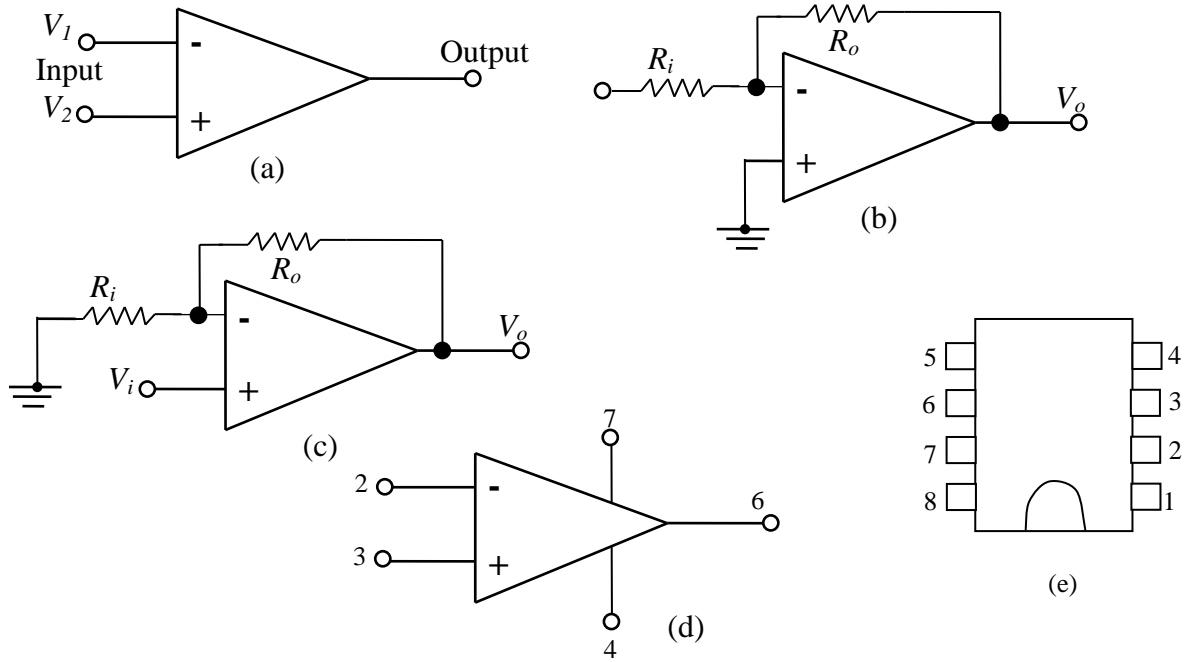 V1
Input
V2
-
+
Output
(a)
Ri
Ro
-
+
Vo
(b)
Ri
Ro
-
+
Vi
Vo
(c)
2
3
-
+
7
4
6
(d)
5
6
7
8
4
3
2
1
(e)